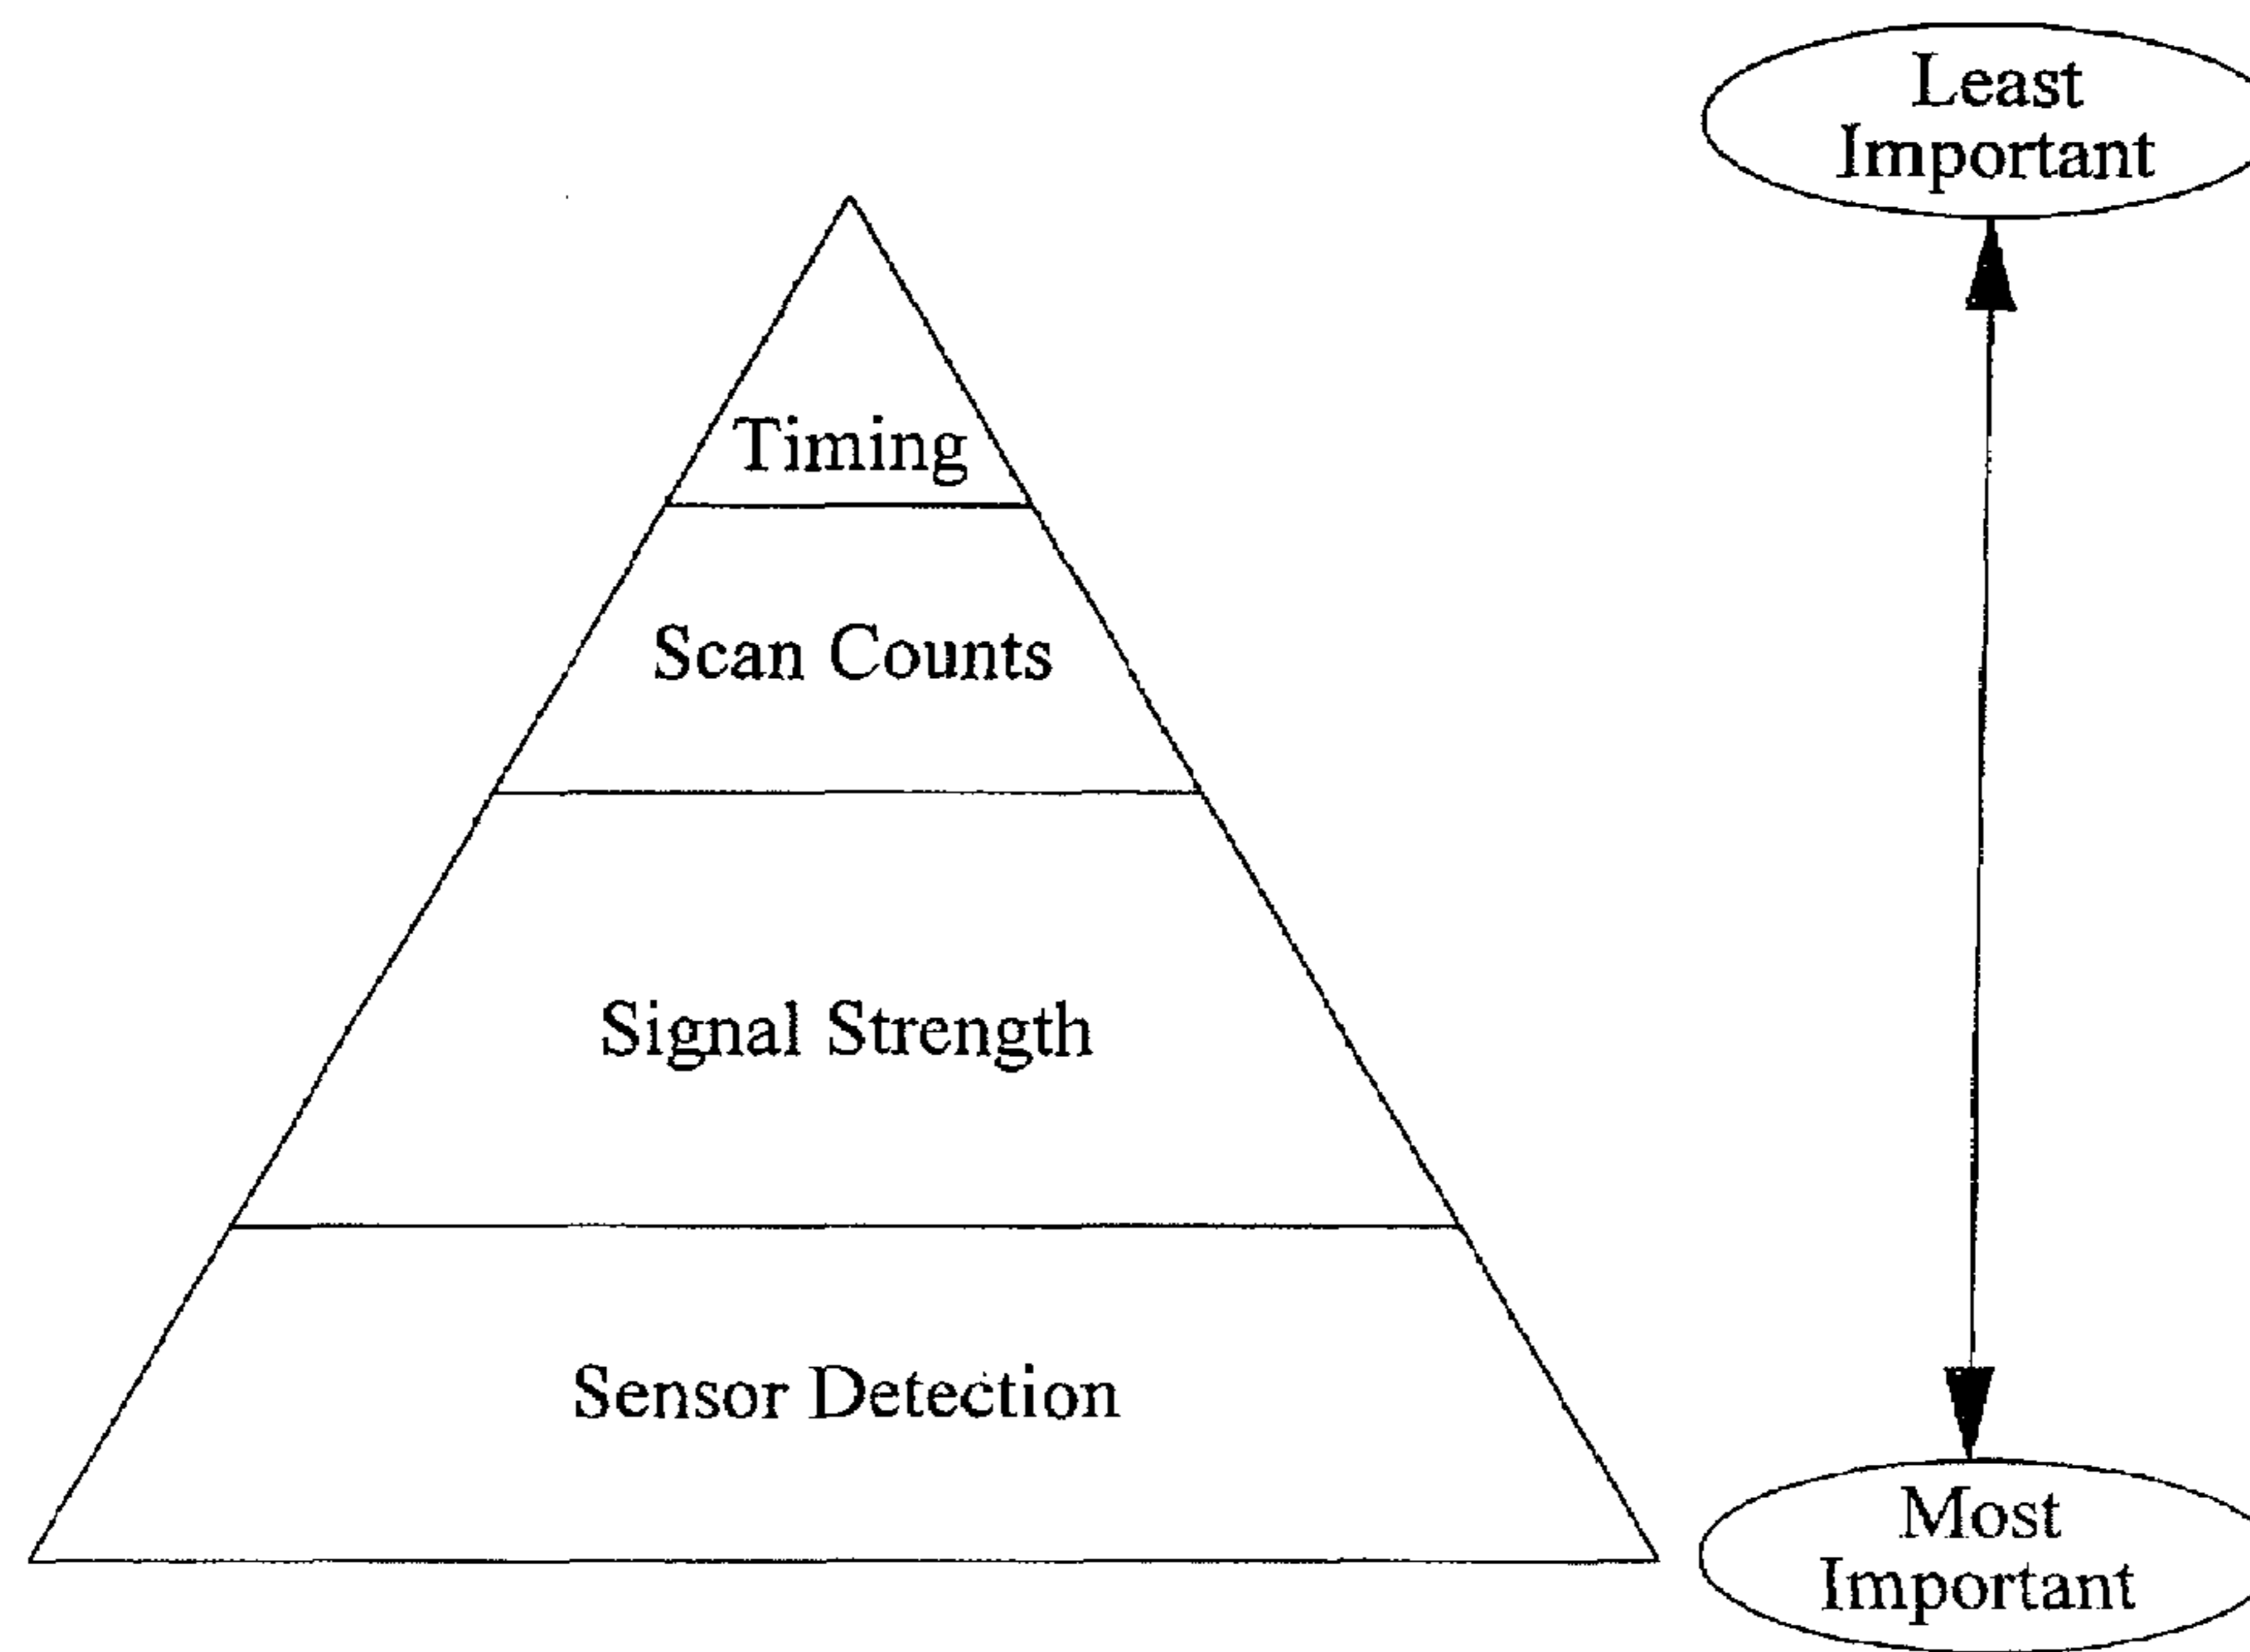 Least
Important
Timing
Scan Counts
Signal Strength
Sensor Detection
Most
Important